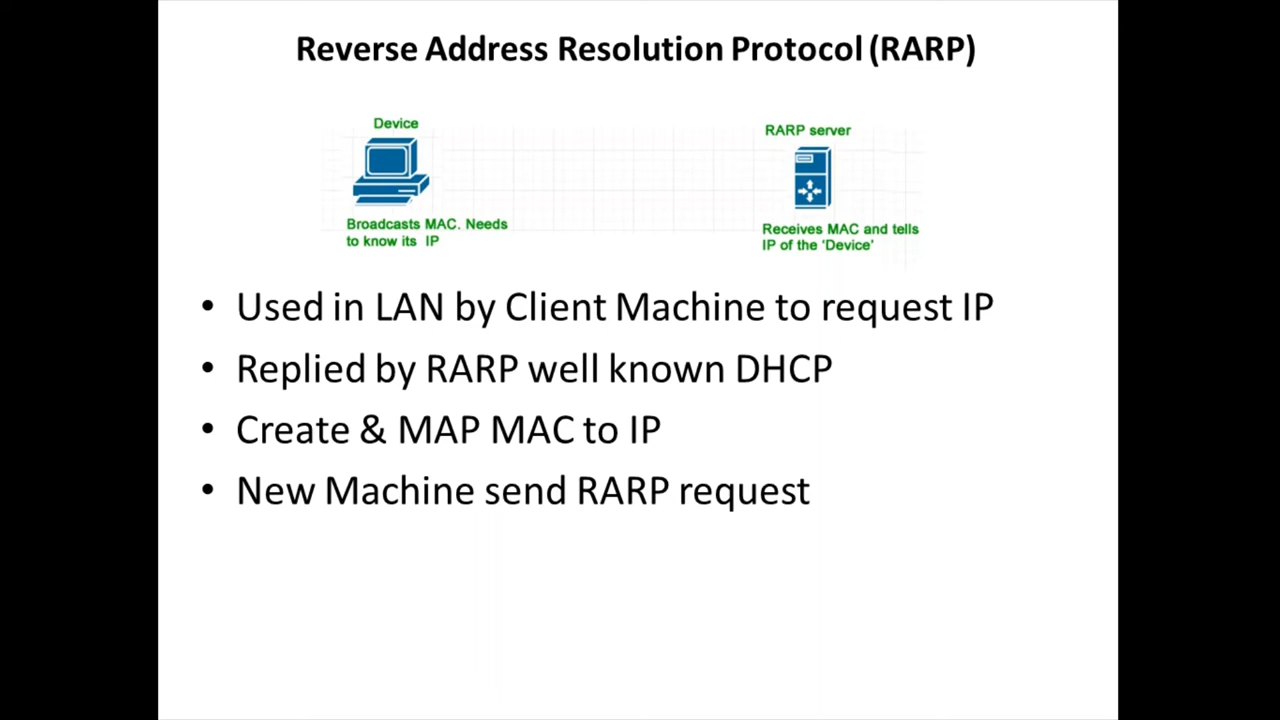 Reverse Address Resolution Protocol (RARP)
Device
RARP server
Broadcasts MAC. Needs
to know its IP
Receives MAC and tells
IP of the 'Device'
• Used in LAN by Client Machine to request IP
• Replied by RARP well known DHCP
• Create & MAP MAC to IP
• New Machine send RARP request